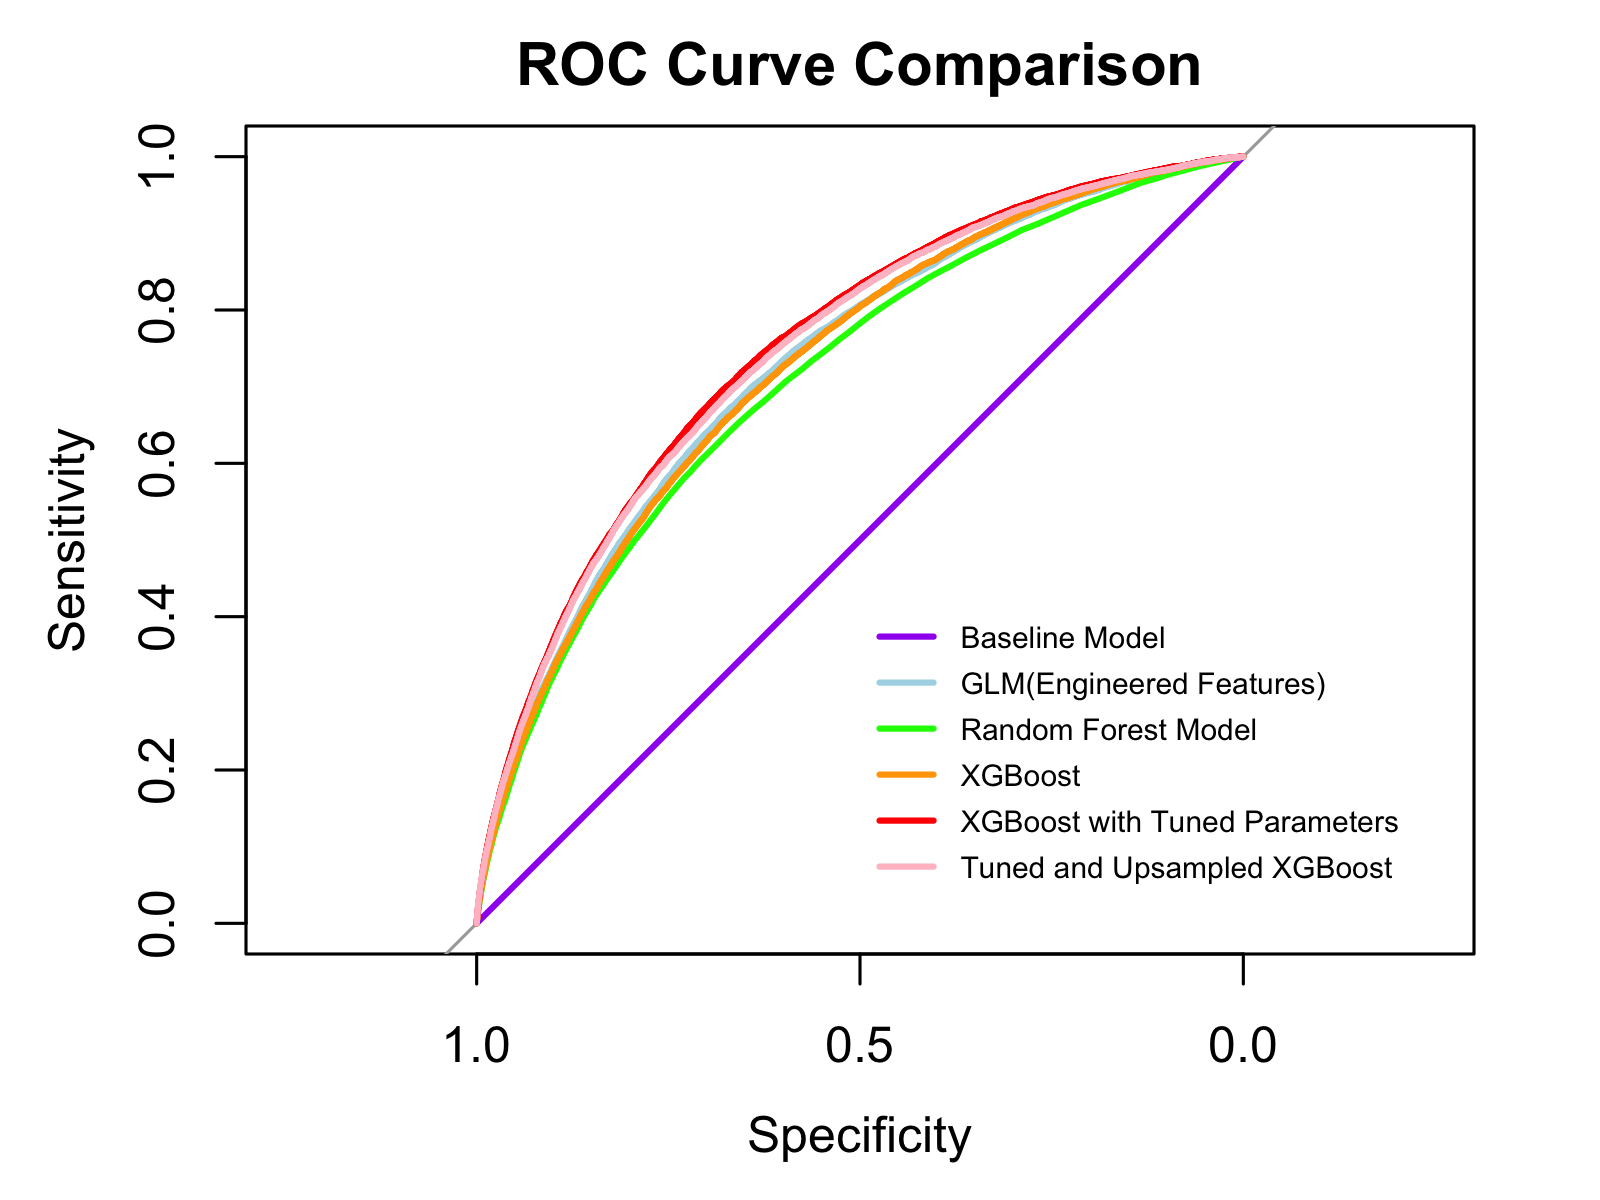 ROC Curve Comparison
Sensitivity
1.0
0.8
0.6
0.4
0.2
0.0
Baseline Model
GLM(Engineered Features)
Random Forest Model
XGBoost
XGBoost with Tuned Parameters
Tuned and Upsampled XGBoost
1.0 0.5 0.0
Specificity